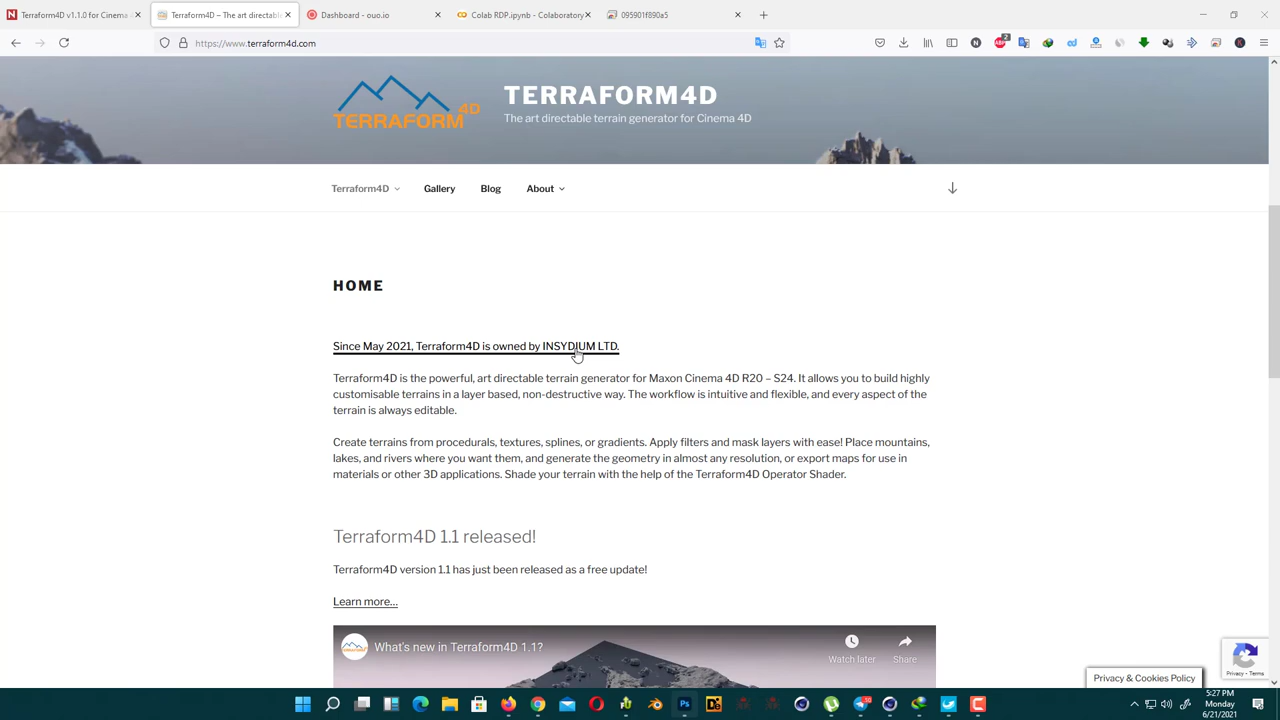 Terraform4D v1.1.0 for Cinema
Terraform4D – The art directable
Dashboard - ouo.io
Colab RDP.ipynb - Colaboratory
095901f890a5
https://www.terraform4d.com
2
TERRAFORM4D
TERRAFORM4D
The art directable terrain generator for Cinema 4D
Terraform4D
Gallery
Blog
About
HOME
Since May 2021, Terraform4D is owned by INSYDIUM LTD.
Terraform4D is the powerful, art directable terrain generator for Maxon Cinema 4D R20 – S24. It allows you to build highly
customisable terrains in a layer based, non-destructive way. The workflow is intuitive and flexible, and every aspect of the
terrain is always editable.
Create terrains from procedurals, textures, splines, or gradients. Apply filters and mask layers with ease! Place mountains,
lakes, and rivers where you want them, and generate the geometry in almost any resolution, or export maps for use in
materials or other 3D applications. Shade your terrain with the help of the Terraform4D Operator Shader.
Terraform4D 1.1 released!
Terraform4D version 1.1 has just been released as a free update!
Learn more…
What's new in Terraform4D 1.1?
Watch later
Share
Privacy - Terms
Privacy & Cookies Policy
5:27 PM
Monday
6/21/2021